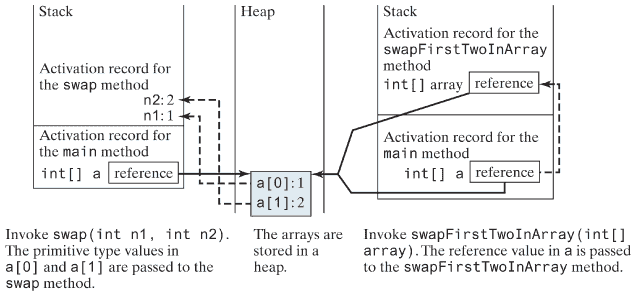 Stack
Activation record for
the swap method
n2: 2
n1: 1
Activation record for
the main method
int[] a reference
Heap
a[0]: 1
a[1]: 2
Stack
Activation record for the
swapFirstTwoInArray
method
int[] array reference
Activation record for the
main method
int[] a reference
Invoke swap(int n1, int n2).
The primitive type values in
a[0] and a[1] are passed to the
swap method.
The arrays are
stored in a
heap.
Invoke swapFirstTwoInArray(int[]
array). The reference value in a is passed
to the swapFirstTwoInArray method.